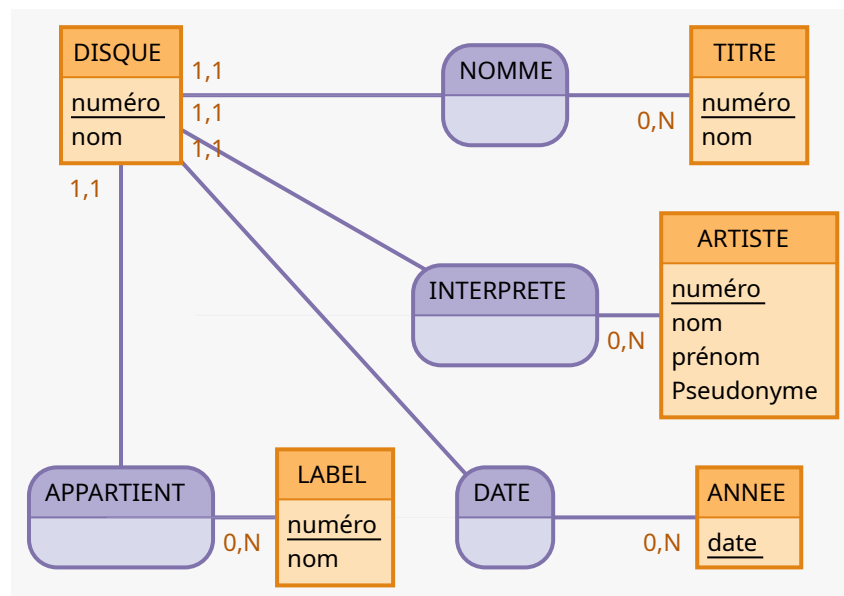 DISQUE
numéro
nom
1,1
1,1
1,1
1,1
NOMME
0,N
TITRE
numéro
nom
INTERPRETE
0,N
ARTISTE
numéro
nom
prénom
Pseudonyme
APPARTIENT
0,N
LABEL
numéro
nom
DATE
0,N
ANNEE
date